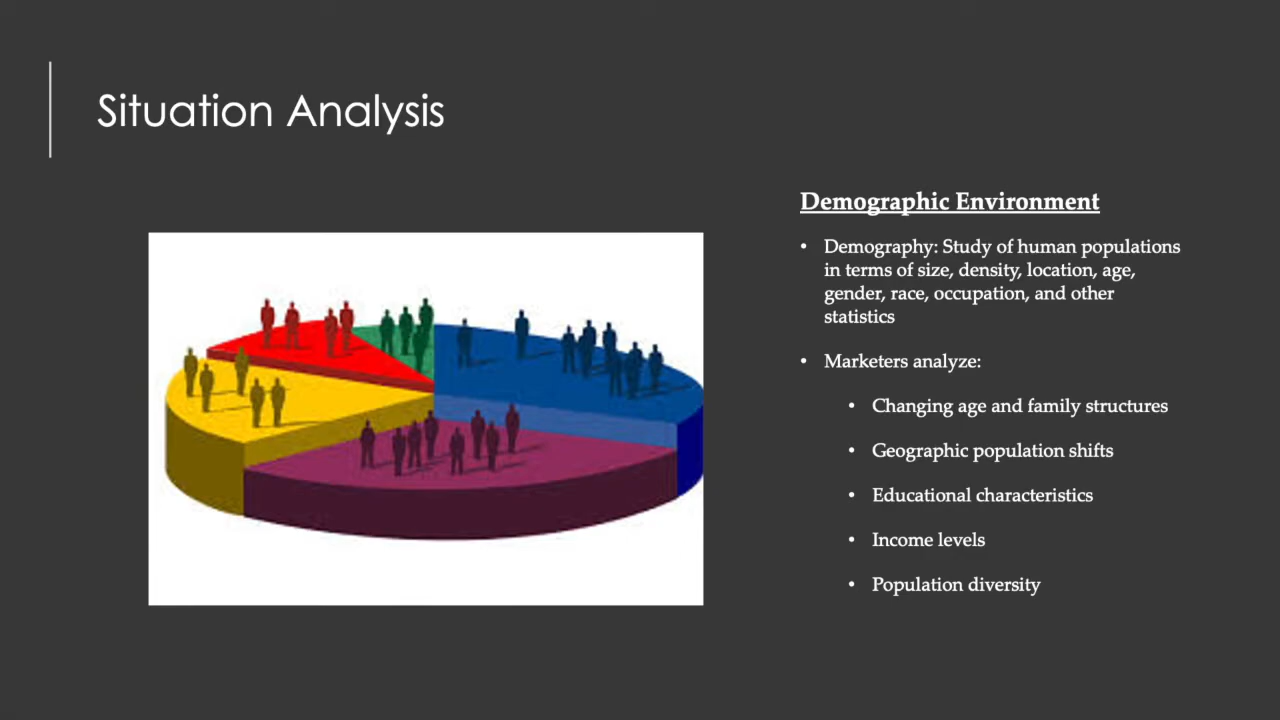 Situation Analysis
Demographic Environment
• Demography: Study of human populations
in terms of size, density, location, age,
gender, race, occupation, and other
statistics
• Marketers analyze:
• Changing age and family structures
• Geographic population shifts
• Educational characteristics
• Income levels
• Population diversity